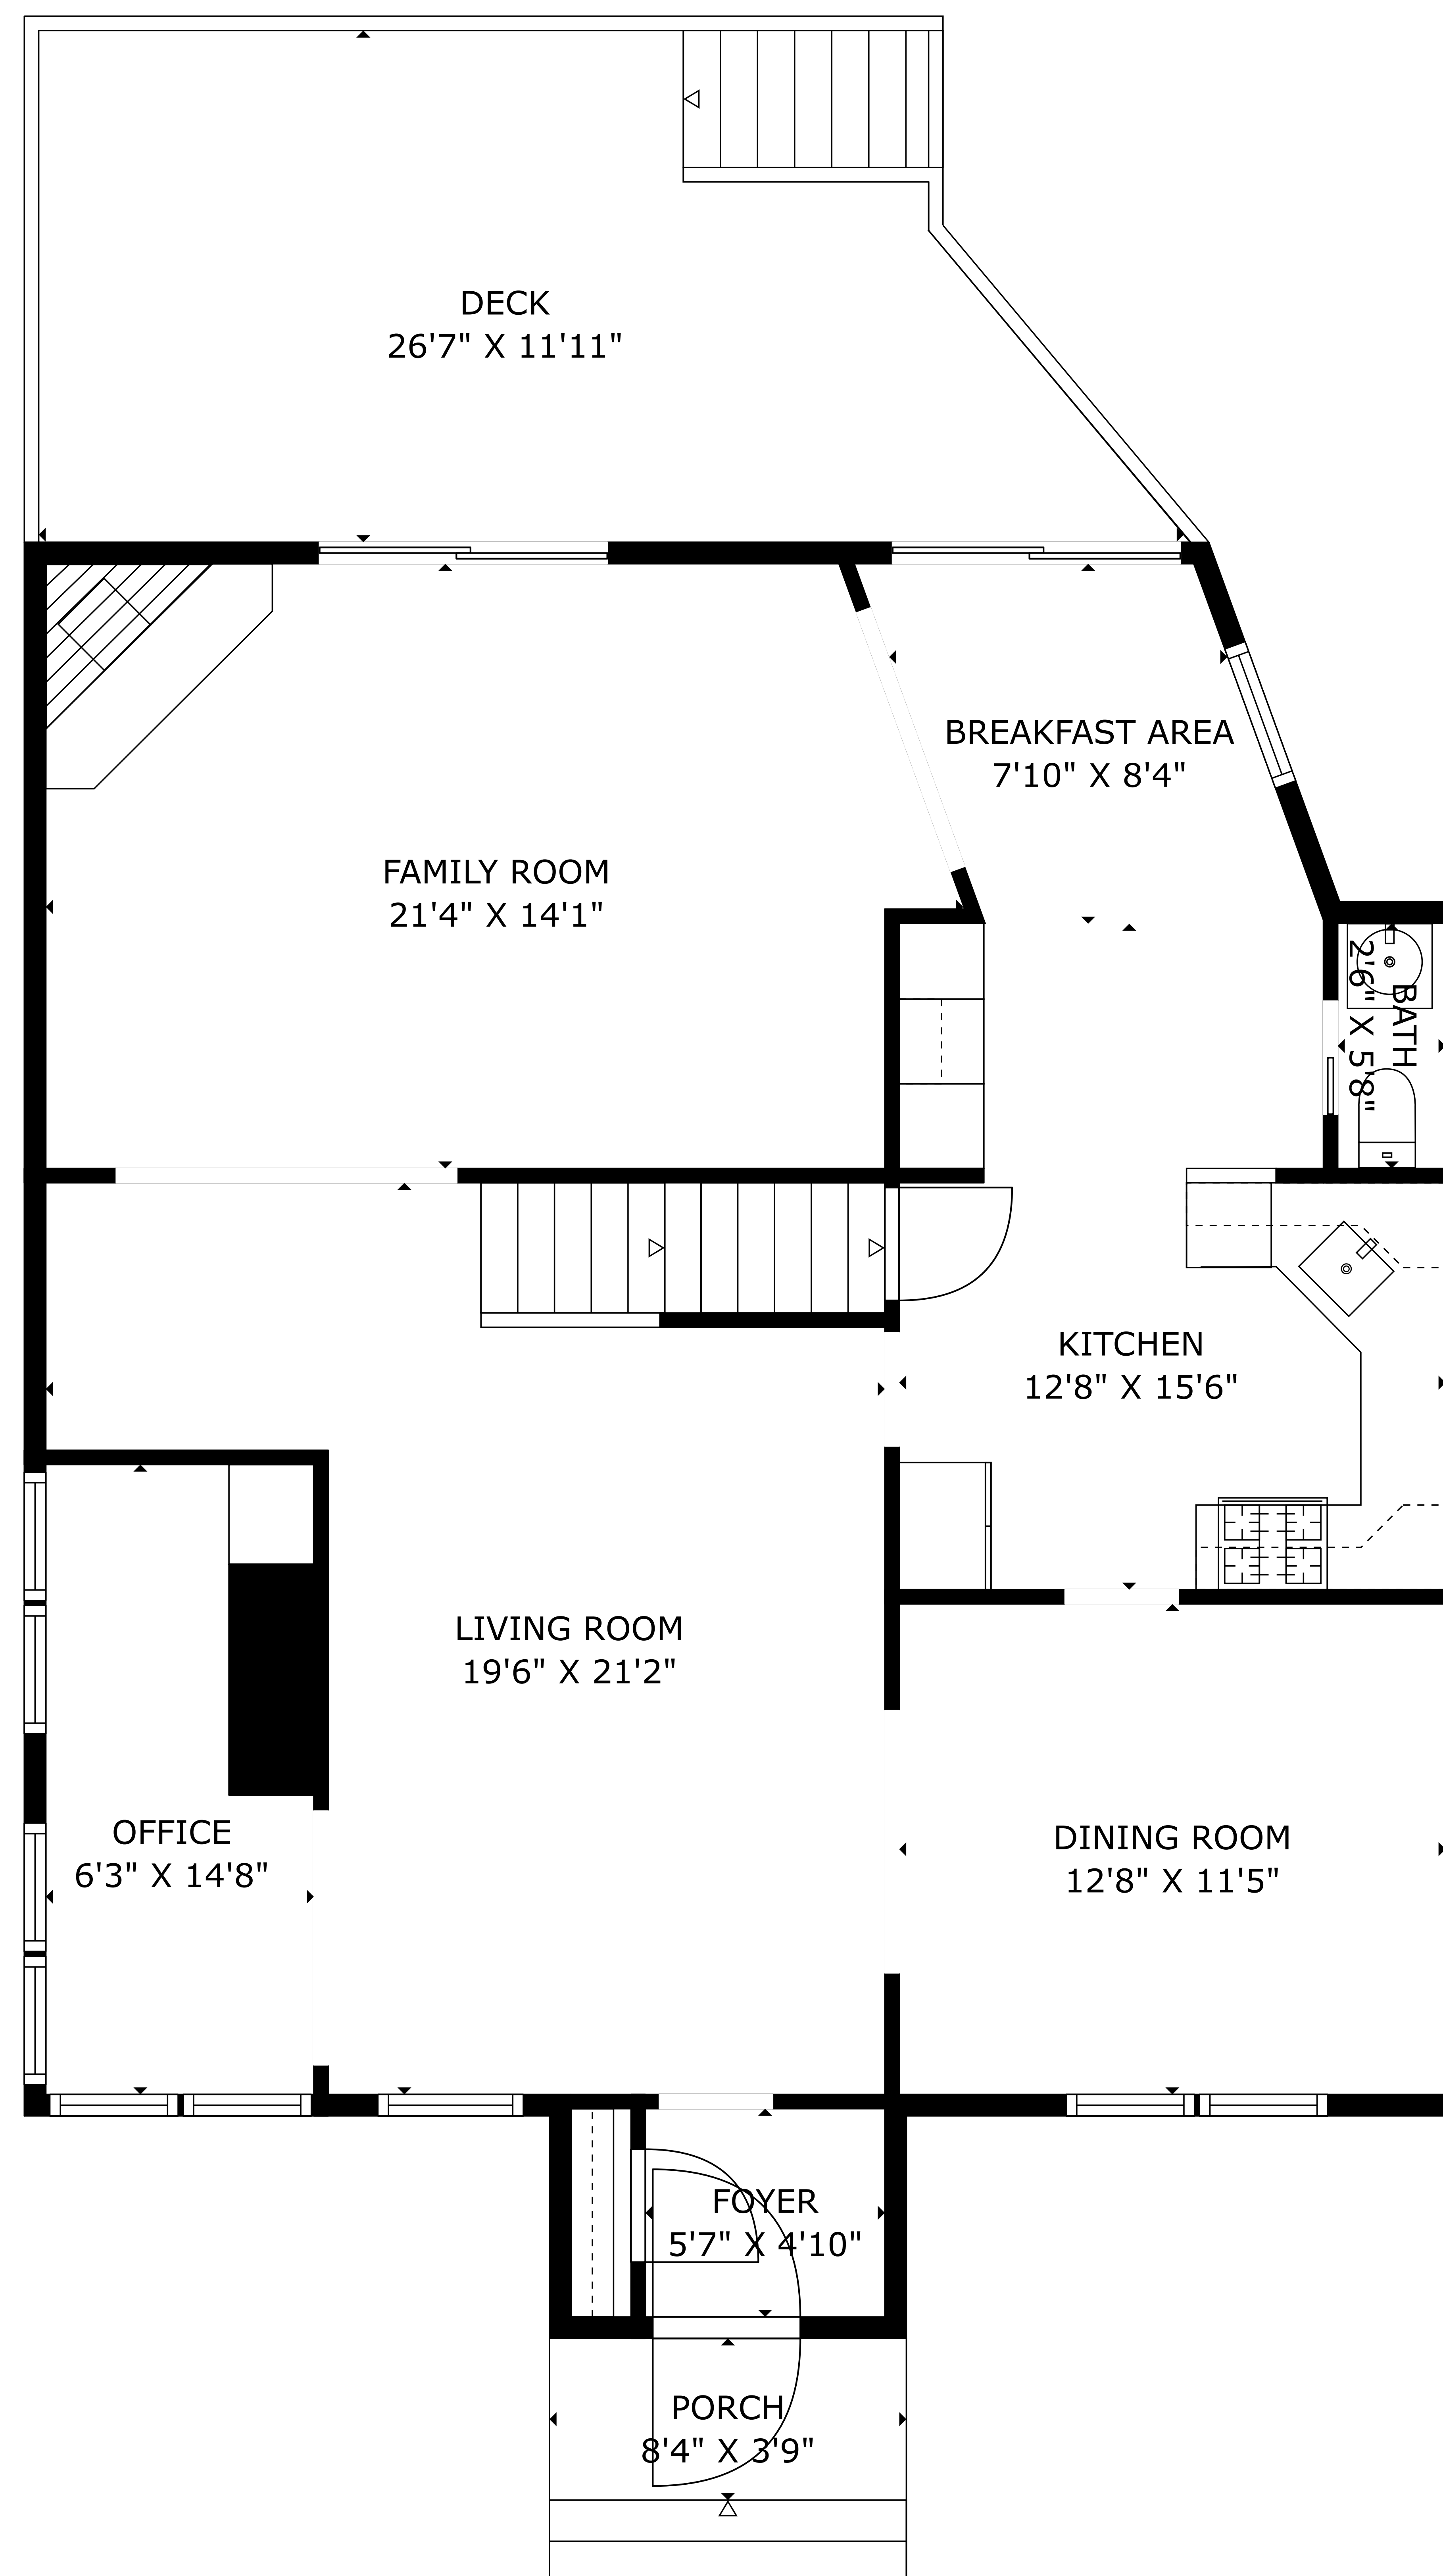 DECK
26'7" X 11'11"
BREAKFAST AREA
7'10" X 8'4"
FAMILY ROOM
21'4" X 14'1"
BATH
2'6" X 5'8"
KITCHEN
12'8" X 15'6"
LIVING ROOM
19'6" X 21'2"
OFFICE
6'3" X 14'8"
DINING ROOM
12'8" X 11'5"
FOYER
5'7" X 4'10"
PORCH
8'4" X 3'9"